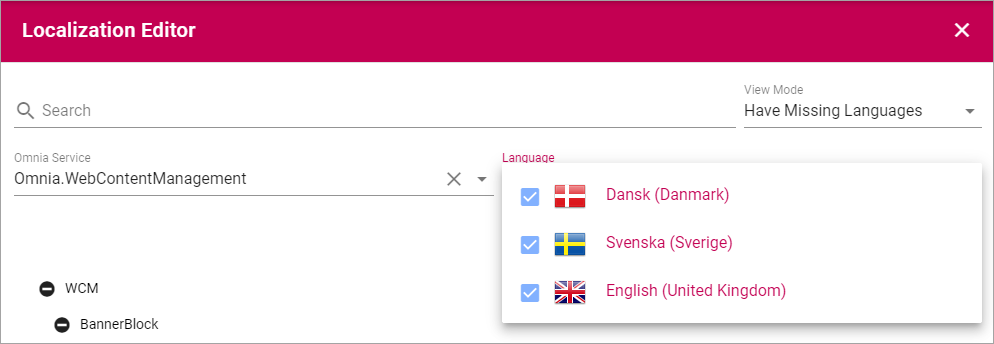 Localization Editor
Search
View Mode
Have Missing Languages
Omnia Service
Omnia.WebContentManagement
Language
Dansk (Danmark)
Svenska (Sverige)
English (United Kingdom)
WCM
BannerBlock